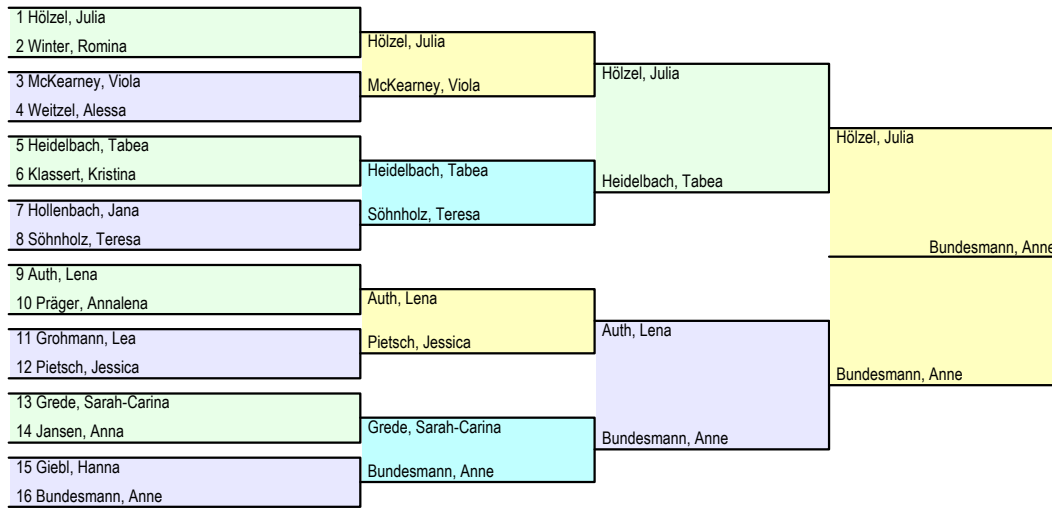 1 Hölzel, Julia
2 Winter, Romina
3 McKearney, Viola
4 Weitzel, Alessa
5 Heidelbach, Tabea
6 Klassert, Kristina
7 Hollenbach, Jana
8 Söhnholz, Teresa
9 Auth, Lena
10 Präger, Annalena
11 Grohmann, Lea
12 Pietsch, Jessica
13 Grede, Sarah-Carina
14 Jansen, Anna
15 Giebl, Hanna
16 Bundesmann, Anne
Hölzel, Julia
McKearney, Viola
Heidelbach, Tabea
Söhnholz, Teresa
Auth, Lena
Pietsch, Jessica
Grede, Sarah-Carina
Bundesmann, Anne
Hölzel, Julia
Heidelbach, Tabea
Auth, Lena
Bundesmann, Anne
Hölzel, Julia
Bundesmann, Anne
Bundesmann, Anne